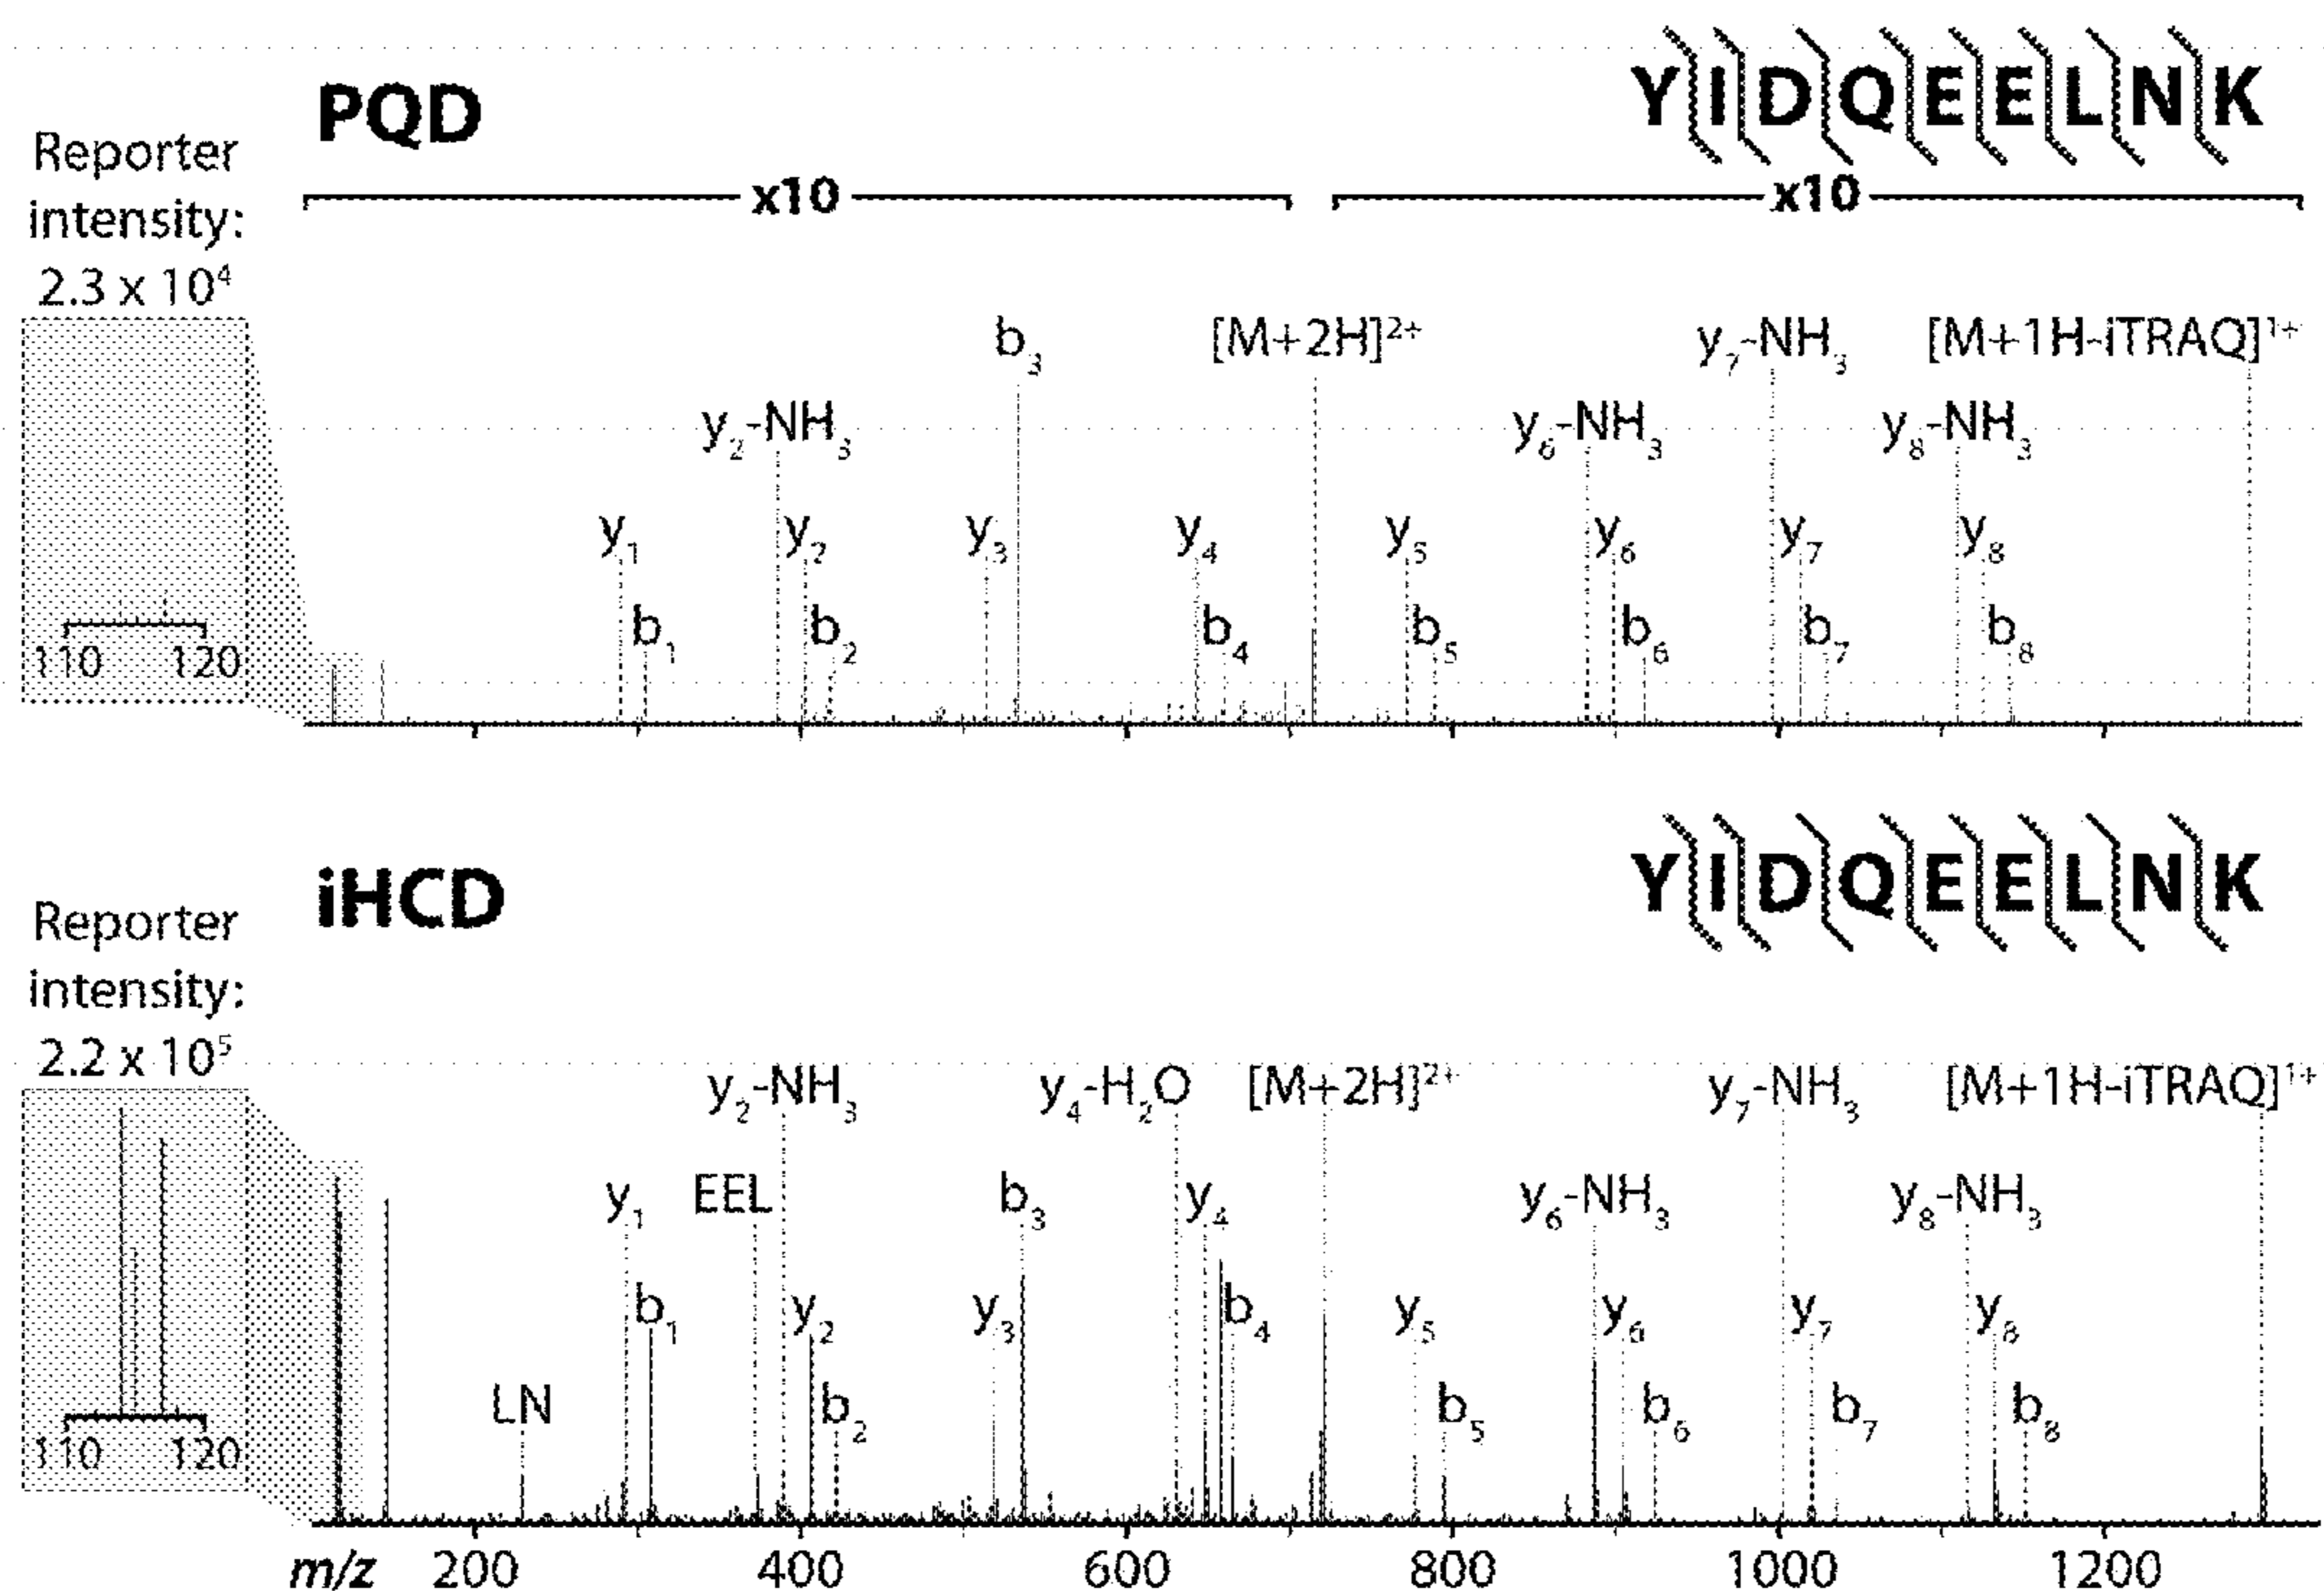 PQD
YIDQEELNK
Reporter
intensity:
2.3 x 10⁴
x10 x10
b₃ [M+2H]²⁺ y₇-NH₃ [M+1H-iTRAQ]¹⁺
y₂-NH₃ y₆-NH₃ y₈-NH₃
y₁ y₂ y₃ y₄ y₅ y₆ y₇ y₈
b₁ b₂ b₄ b₅ b₆ b₇ b₈
110 120
iHCD
YIDQEELNK
Reporter
intensity:
2.2 x 10⁵
y₂-NH₃ y₄-H₂O [M+2H]²⁺ y₇-NH₃ [M+1H-iTRAQ]¹⁺
y₁ EEL b₃ y₄ y₆-NH₃ y₈-NH₃
b₁ y₂ y₃ b₄ y₅ y₆ y₇ y₈
LN b₂ b₅ b₆ b₇ b₈
110 120
m/z 200 400 600 800 1000 1200